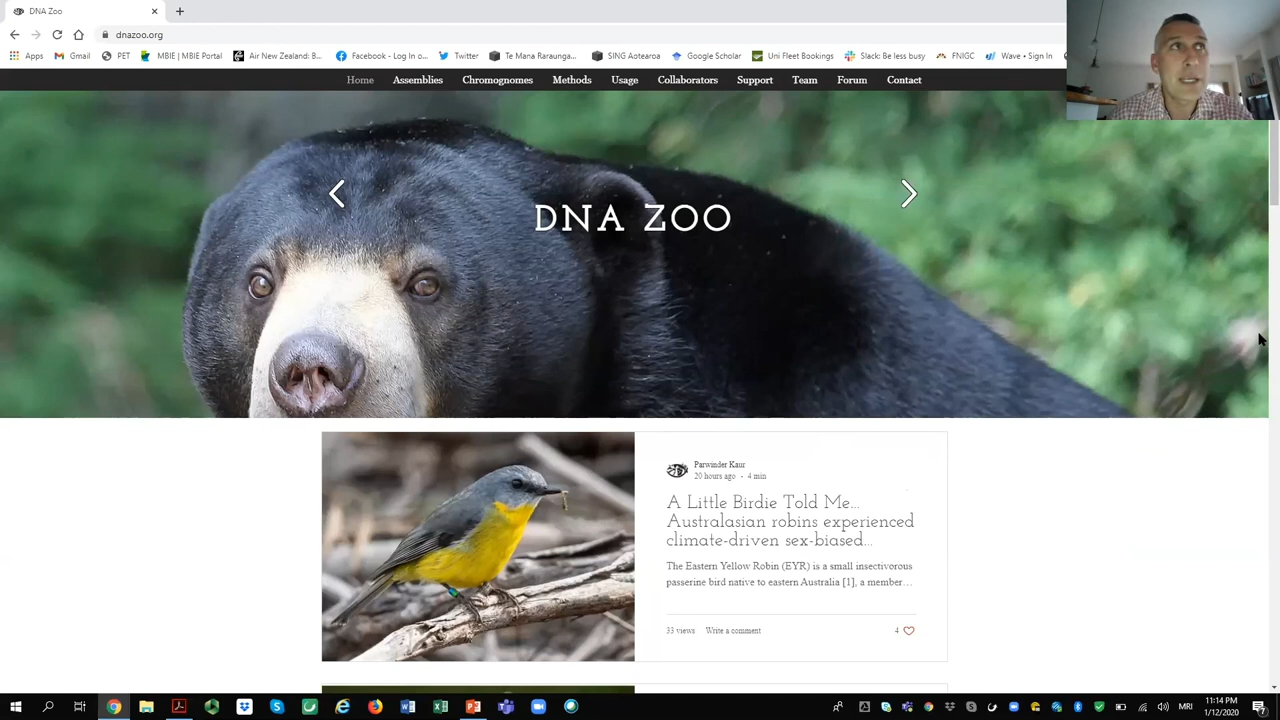 DNA Zoo
dnazoo.org
Apps Gmail PET MBIE | MBIE Portal Air New Zealand: B... Facebook - Log In o... Twitter Te Mana Raraunga... SING Aotearoa Google Scholar Uni Fleet Bookings Slack: Be less busy FNIGC Wave • Sign In
Home Assemblies Chromognomes Methods Usage Collaborators Support Team Forum Contact
DNA ZOO
Parwinder Kaur
20 hours ago • 4 min
A Little Birdie Told Me...
Australasian robins experienced
climate-driven sex-biased...
The Eastern Yellow Robin (EYR) is a small insectivorous
passerine bird native to eastern Australia [1], a member...
33 views Write a comment 4
MRI
11:14 PM
1/12/2020